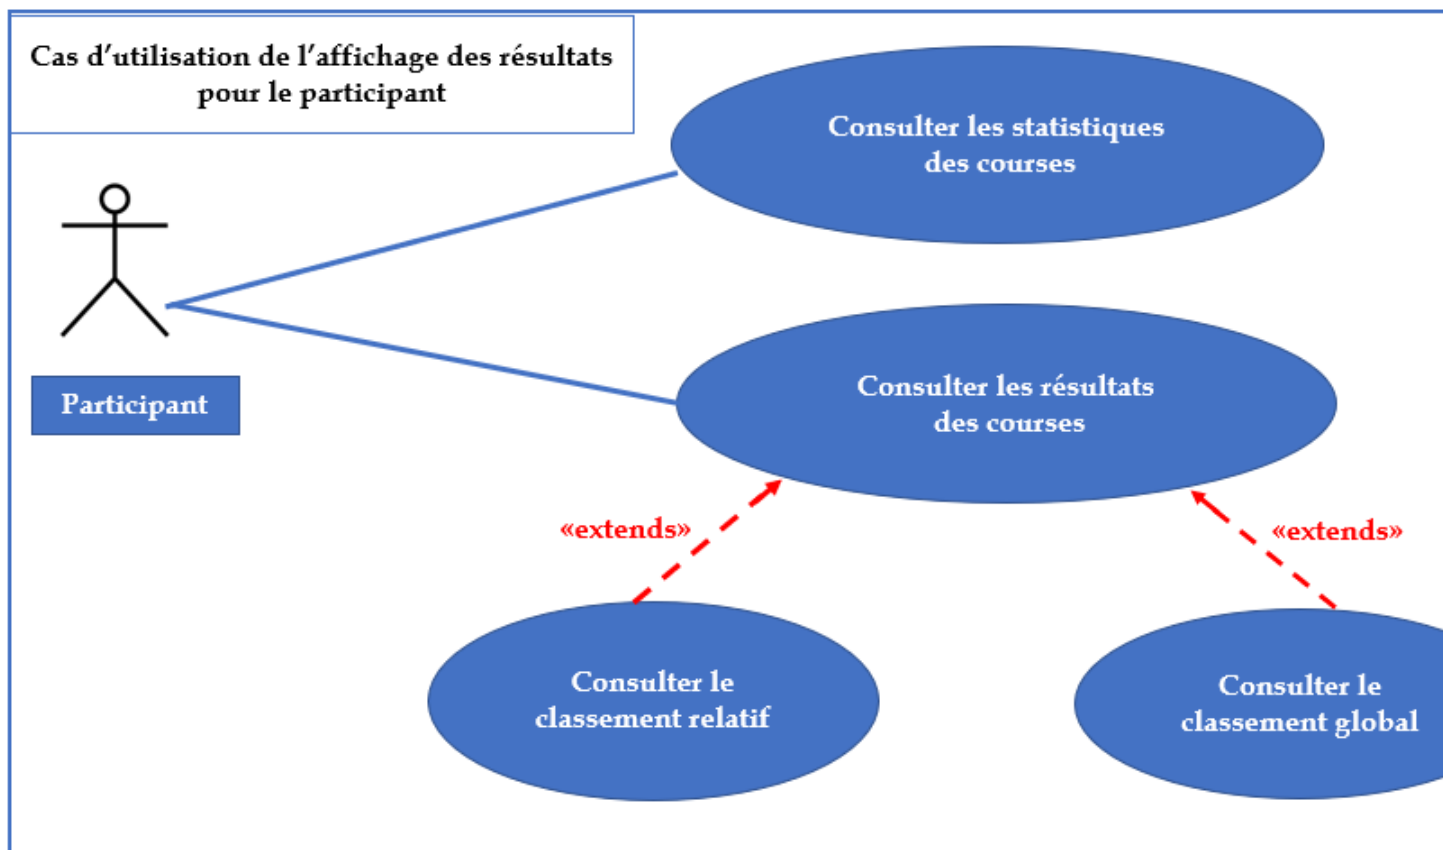 Cas d’utilisation de l’affichage des résultats
pour le participant
Consulter les statistiques
des courses
Participant
Consulter les résultats
des courses
«extends»
«extends»
Consulter le
classement relatif
Consulter le
classement global